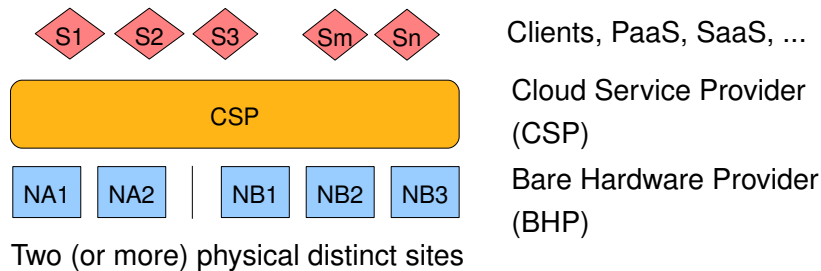 S1 S2 S3 Sm Sn Clients, PaaS, SaaS, ...
CSP
Cloud Service Provider
(CSP)
NA1 NA2 NB1 NB2 NB3
Bare Hardware Provider
(BHP)
Two (or more) physical distinct sites